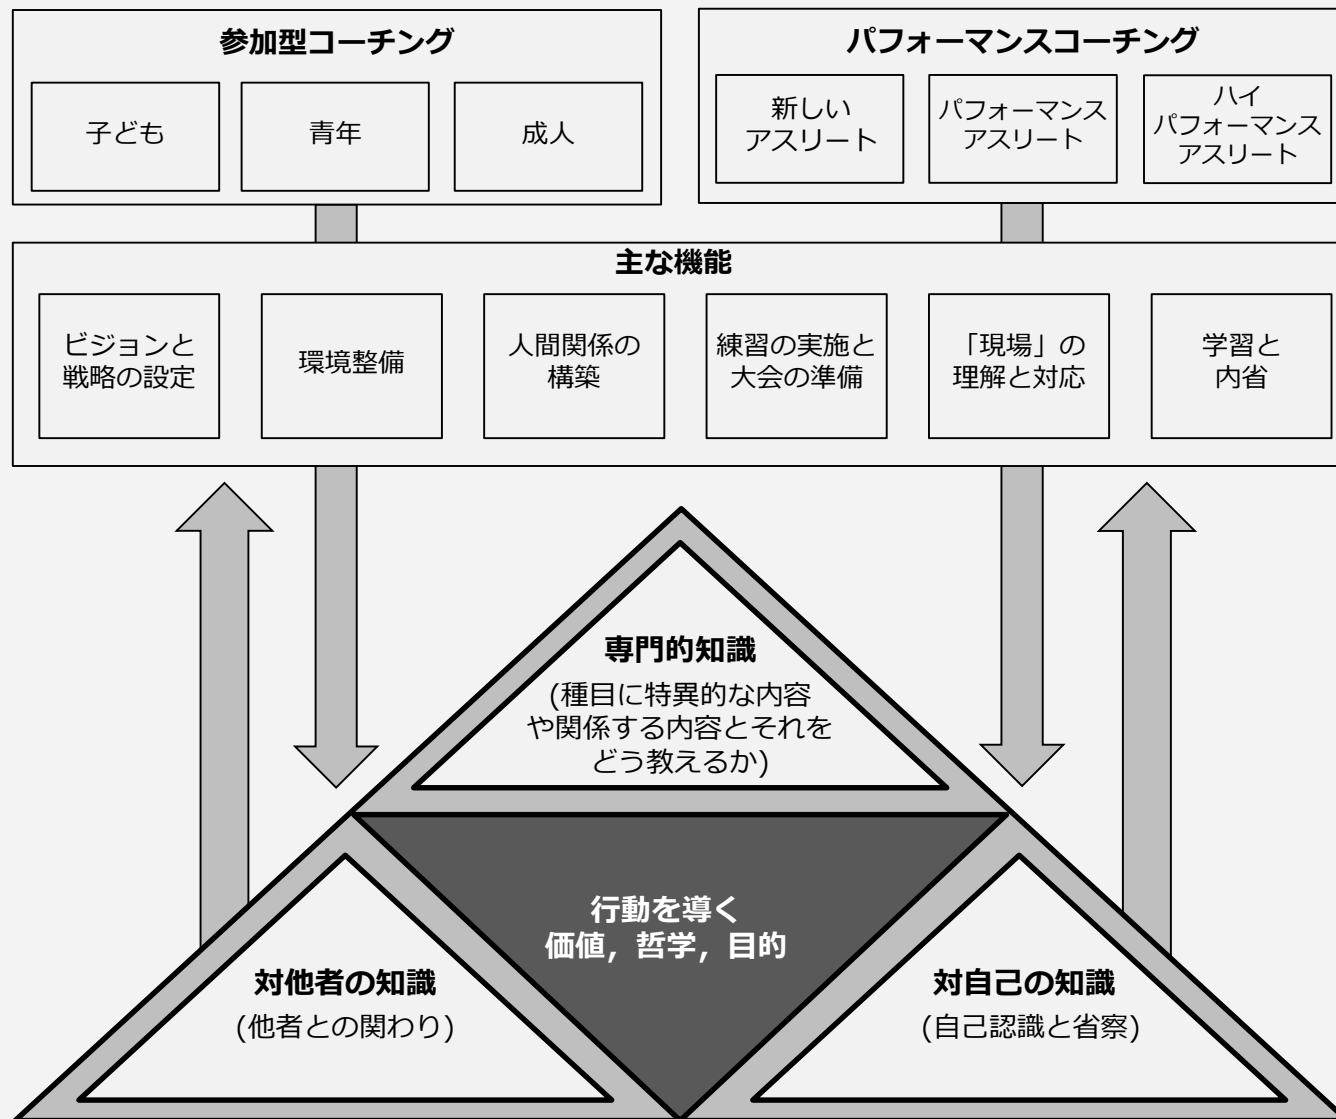 参加型コーチング
子ども
青年
成人
パフォーマンスコーチング
新しい
アスリート
パフォーマンス
アスリート
ハイ
パフォーマンス
アスリート
主な機能
ビジョンと
戦略の設定
環境整備
人間関係の
構築
練習の実施と
大会の準備
「現場」の
理解と対応
学習と
内省
専門的知識
(種目に特異的な内容
や関係する内容とそれを
どう教えるか)
行動を導く
価値，哲学，目的
対他者の知識
(他者との関わり)
対自己の知識
(自己認識と省察)